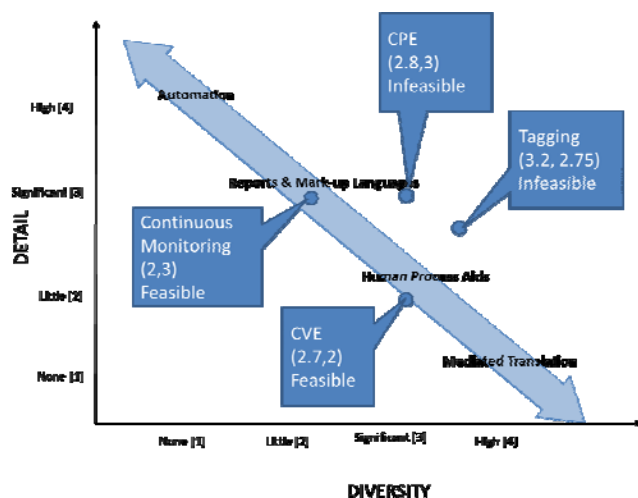 CPE
(2.8,3)
Infeasible
Automation
High [4]
Tagging
(3.2, 2.75)
Infeasible
Significant [3]
Reports & Mark-up Languages
DETAIL
Continuous
Monitoring
(2,3)
Feasible
Human Process Aids
Little [2]
CVE
(2.7,2)
Feasible
Mediated Translation
None [1]
None [1]
Little [2]
Significant [3]
High [4]
DIVERSITY